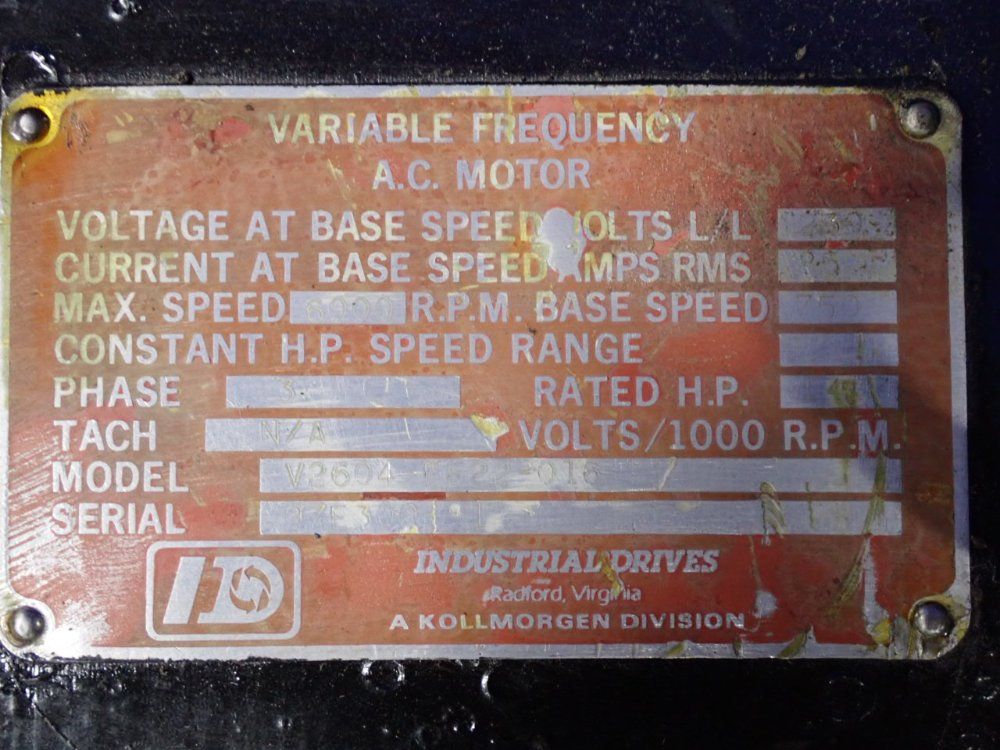 VARIABLE FREQUENCY
A.C. MOTOR
VOLTAGE AT BASE SPEED VOLTS L/L
CURRENT AT BASE SPEED AMPS RMS
MAX. SPEED 6000 R.P.M. BASE SPEED
CONSTANT H.P. SPEED RANGE
PHASE 3 RATED H.P.
TACH N/A VOLTS/1000 R.P.M.
MODEL
SERIAL
ID INDUSTRIAL DRIVES
Radford, Virginia
A KOLLMORGEN DIVISION